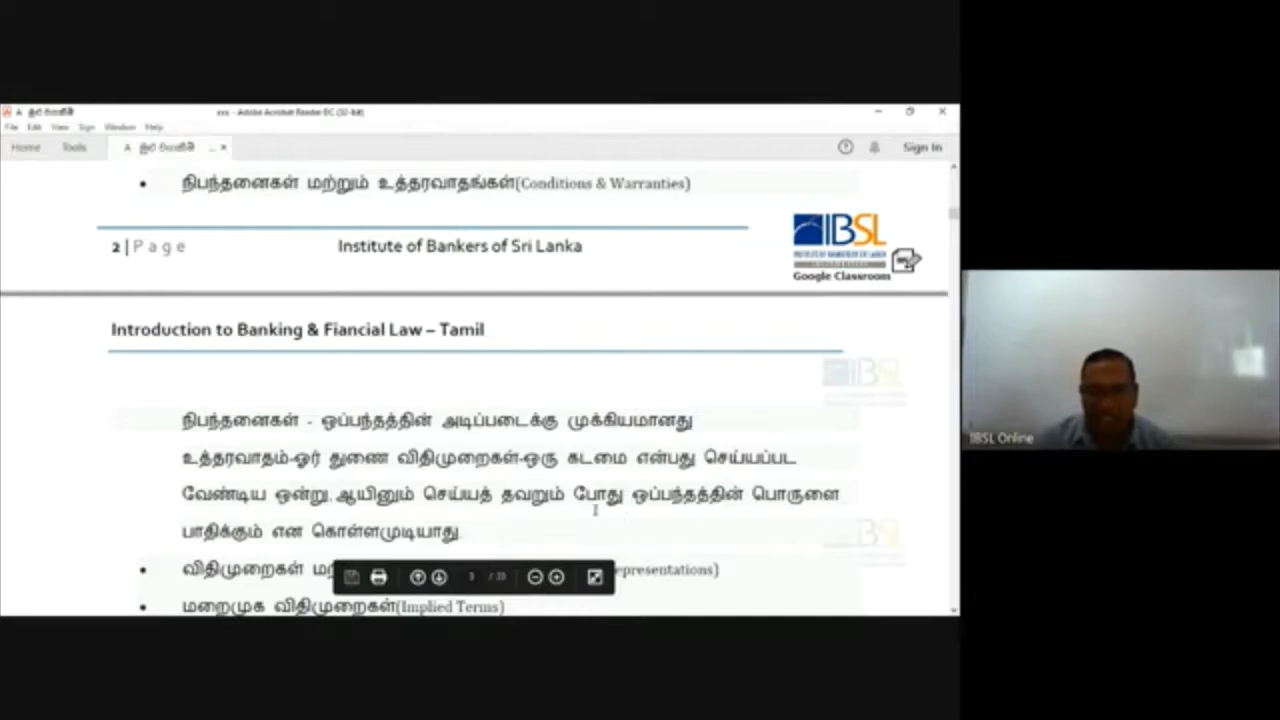 xxx - Adobe Acrobat Reader DC (32-bit)
File Edit View Sign Window Help
Home Tools
Sign In
• நிபந்தனைகள் மற்றும் உத்தரவாதங்கள்(Conditions & Warranties)
2 | P a g e Institute of Bankers of Sri Lanka
IBSL
Google Classroom
Introduction to Banking & Fiancial Law – Tamil
நிபந்தனைகள் - ஒப்பந்தத்தின் அடிப்படைக்கு முக்கியமானது
உத்தரவாதம்-ஓர் துணை விதிமுறைகள்-ஒரு கடமை என்பது செய்யப்பட
வேண்டிய ஒன்று. ஆயினும் செய்யத் தவறும் போது ஒப்பந்தத்தின் பொருளை
பாதிக்கும் என கொள்ளமுடியாது.
• விதிமுறைகள் epresentations)
3 / 23
• மறைமுக விதிமுறைகள்(Implied Terms)
IBSL Online